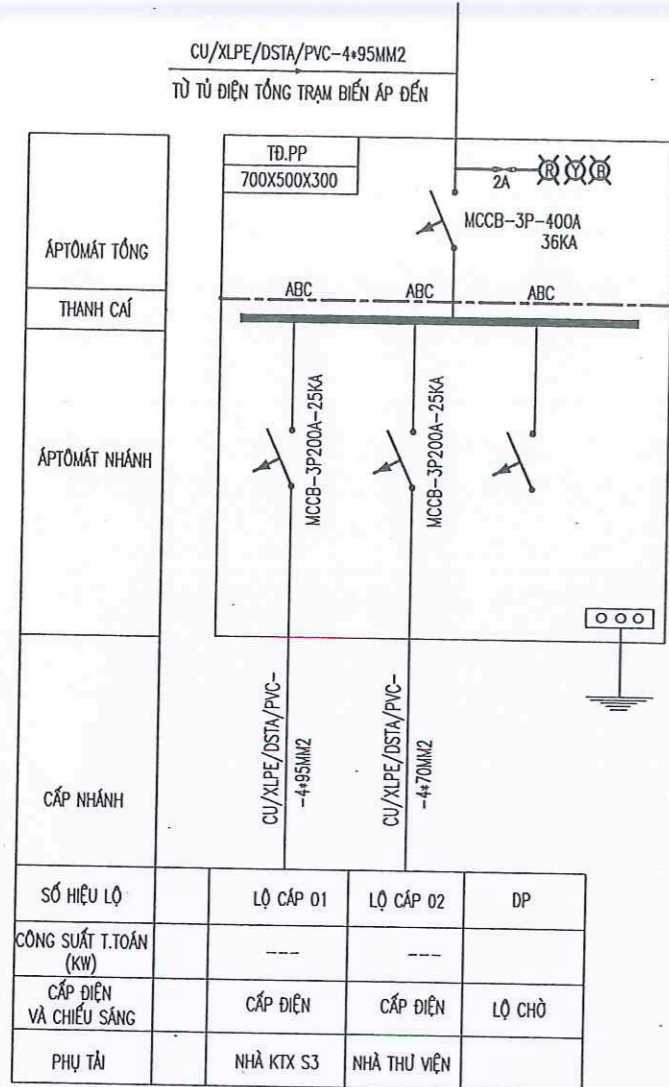 CU/XLPE/DSTA/PVC-4*95MM2
TỪ TỦ ĐIỆN TỔNG TRẠM BIẾN ÁP ĐẾN
TĐ.PP
700X500X300
R Y B
2A
MCCB-3P-400A
36KA
ÁPTÔMÁT TỔNG
ABC ABC ABC
THANH CÁI
ÁPTÔMÁT NHÁNH
MCCB-3P200A-25KA
MCCB-3P200A-25KA
CẤP NHÁNH
CU/XLPE/DSTA/PVC-
-4*95MM2
CU/XLPE/DSTA/PVC-
-4*70MM2
SỐ HIỆU LỘ LỘ CÁP 01 LỘ CÁP 02 DP
CÔNG SUẤT T.TOÁN --- ---
(KW)
CẤP ĐIỆN CẤP ĐIỆN CẤP ĐIỆN LỘ CHỜ
VÀ CHIẾU SÁNG
PHỤ TẢI NHÀ KTX S3 NHÀ THƯ VIỆN